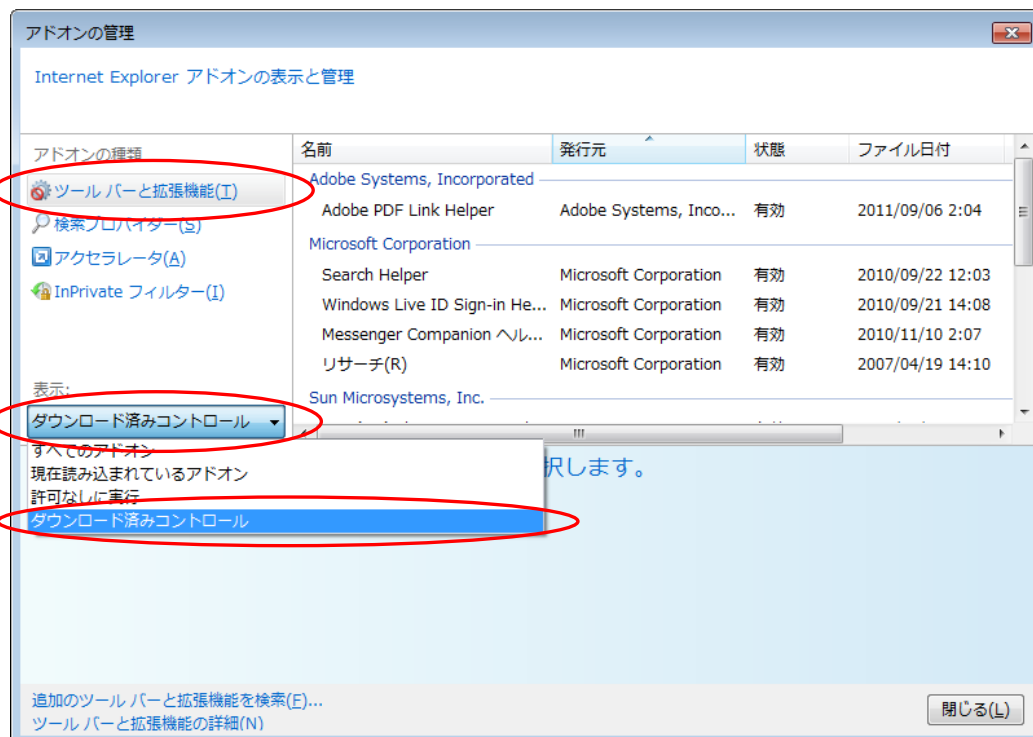 アドオンの管理
Internet Explorer アドオンの表示と管理
アドオンの種類
ツール バーと拡張機能(T)
検索プロバイダー(S)
アクセラレータ(A)
InPrivate フィルター(I)
表示:
ダウンロード済みコントロール
すべてのアドオン
現在読み込まれているアドオン
許可なしに実行
ダウンロード済みコントロール
名前 発行元 状態 ファイル日付
Adobe Systems, Incorporated
Adobe PDF Link Helper Adobe Systems, Inco... 有効 2011/09/06 2:04
Microsoft Corporation
Search Helper Microsoft Corporation 有効 2010/09/22 12:03
Windows Live ID Sign-in He... Microsoft Corporation 有効 2010/09/21 14:08
Messenger Companion ヘル... Microsoft Corporation 有効 2010/11/10 2:07
リサーチ(R) Microsoft Corporation 有効 2007/04/19 14:10
Sun Microsystems, Inc.
択します。
追加のツール バーと拡張機能を検索(F)...
ツール バーと拡張機能の詳細(N)
閉じる(L)